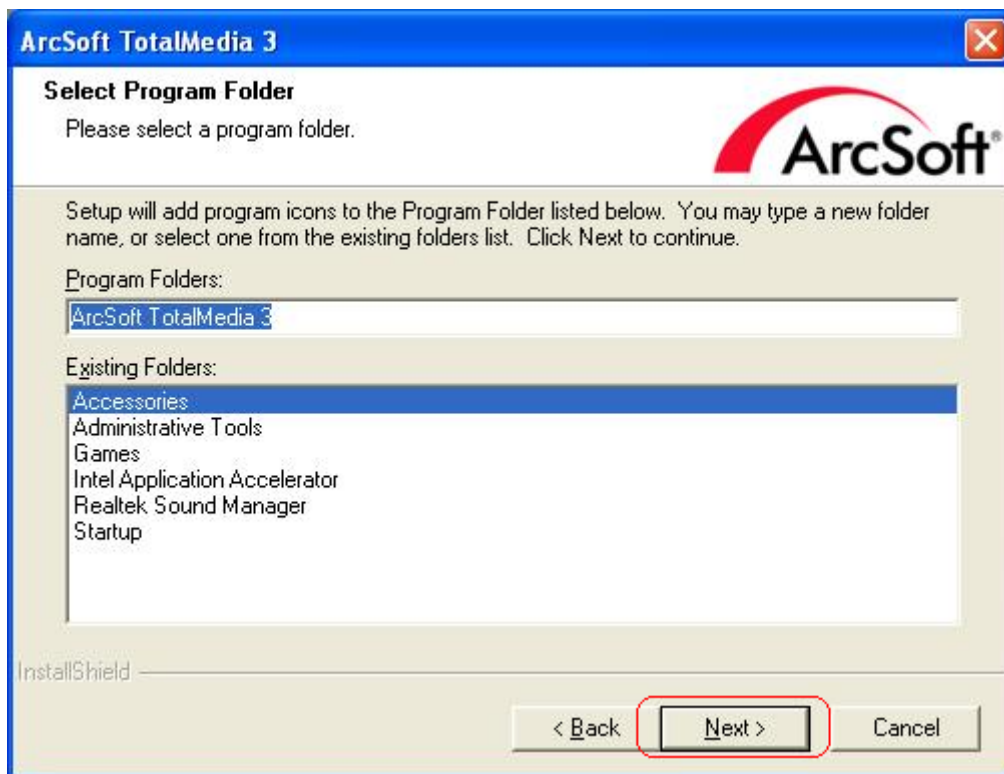 ArcSoft TotalMedia 3
Select Program Folder
Please select a program folder.
ArcSoft®
Setup will add program icons to the Program Folder listed below. You may type a new folder
name, or select one from the existing folders list. Click Next to continue.
Program Folders:
ArcSoft TotalMedia 3
Existing Folders:
Accessories
Administrative Tools
Games
Intel Application Accelerator
Realtek Sound Manager
Startup
InstallShield
< Back
Next >
Cancel